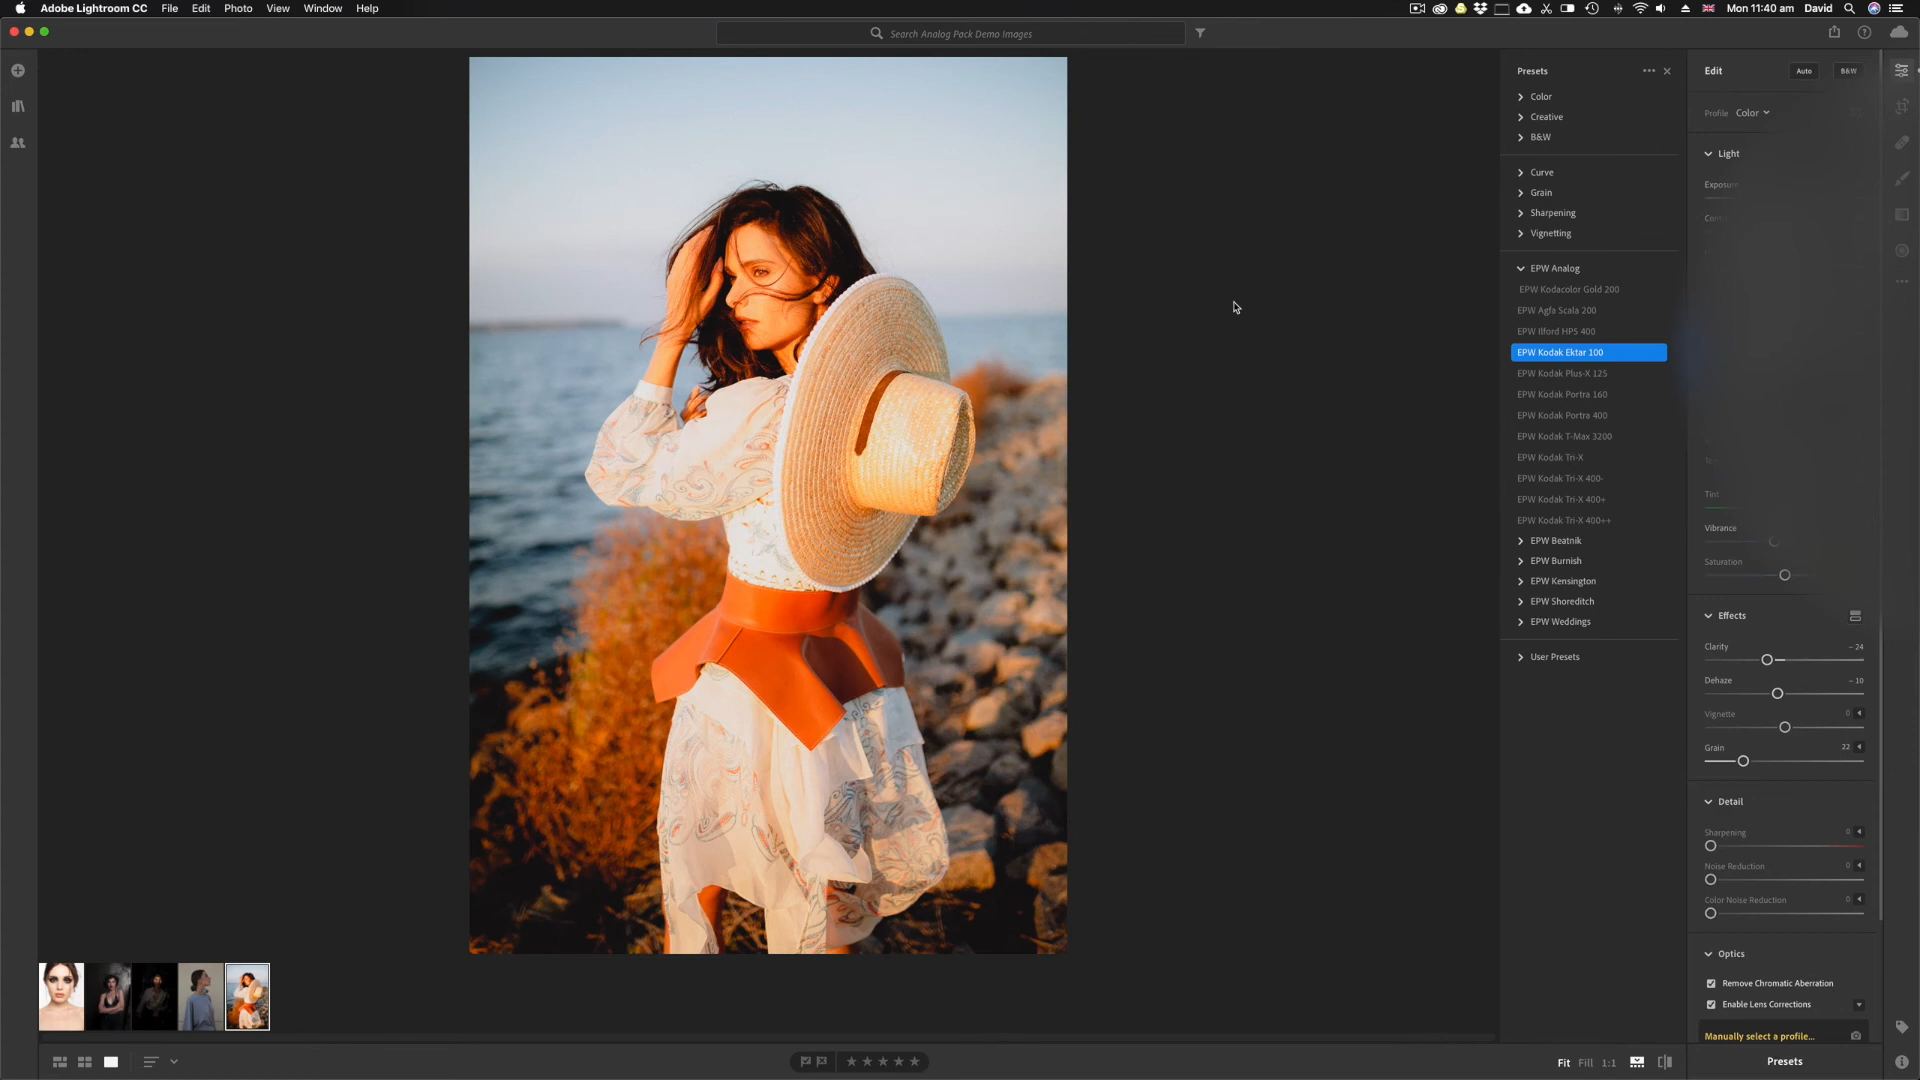 Adobe Lightroom CC File Edit Photo View Window Help
Mon 11:40 am David
Search Analog Pack Demo Images
Presets
Color
Creative
B&W
Curve
Grain
Sharpening
Vignetting
EPW Analog
EPW Kodacolor Gold 200
EPW Agfa Scala 200
EPW Ilford HP5 400
EPW Kodak Ektar 100
EPW Kodak Plus-X 125
EPW Kodak Portra 160
EPW Kodak Portra 400
EPW Kodak T-Max 3200
EPW Kodak Tri-X
EPW Kodak Tri-X 400-
EPW Kodak Tri-X 400+
EPW Kodak Tri-X 400++
EPW Beatnik
EPW Burnish
EPW Kensington
EPW Shoreditch
EPW Weddings
User Presets
Edit Auto B&W
Profile Color
Light
Tint
Vibrance
Saturation
Effects
Clarity - 24
Dehaze - 10
Vignette 0
Grain 22
Detail
Sharpening 0
Noise Reduction 0
Color Noise Reduction 0
Optics
Remove Chromatic Aberration
Enable Lens Corrections
Manually select a profile...
Fit Fill 1:1
Presets